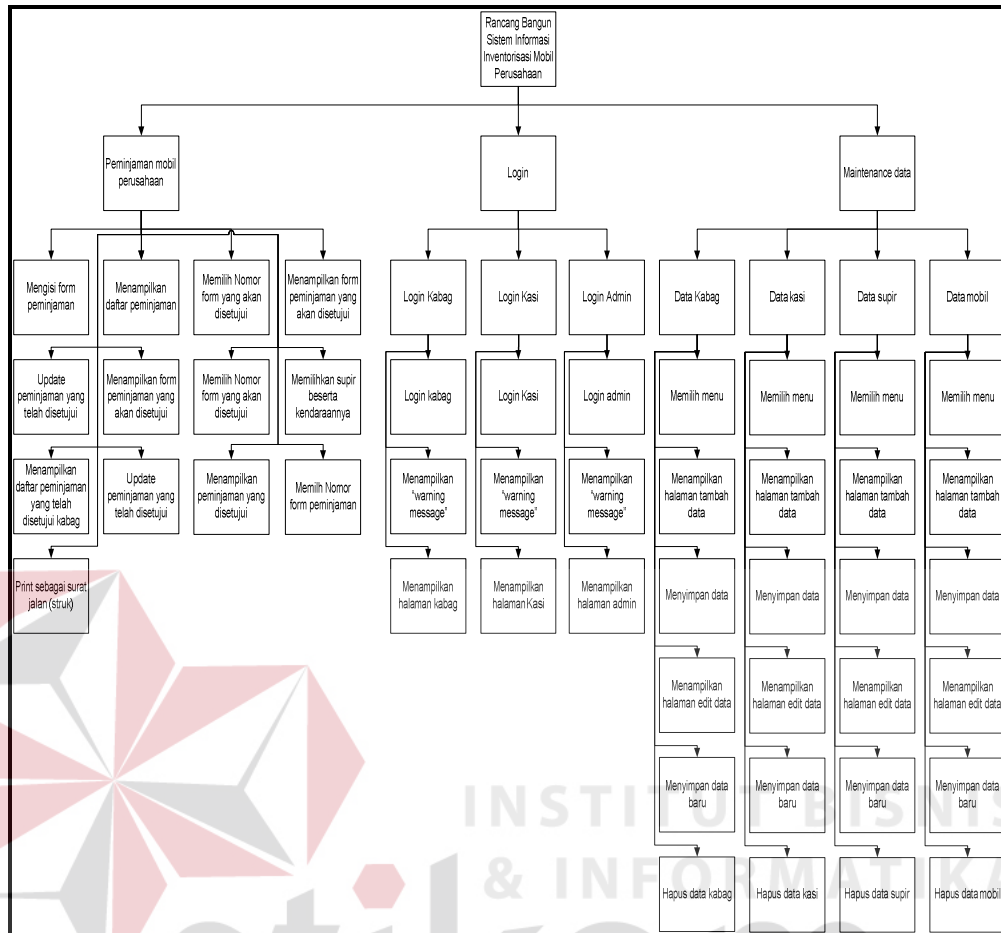 Rancang Bangun
Sistem Informasi
Inventorisasi Mobil
Perusahaan
Peminjaman mobil
perusahaan
Login
Maintenance data
Mengisi form
peminjaman
Menampilkan
daftar peminjaman
Memilih Nomor
form yang akan
disetujui
Menampilkan form
peminjaman yang
akan disetujui
Login Kabag
Login Kasi
Login Admin
Data Kabag
Data kasi
Data supir
Data mobil
Update
peminjaman yang
telah disetujui
Menampilkan form
peminjaman yang
akan disetujui
Memilih Nomor
form yang akan
disetujui
Memilihkan supir
beserta
kendaraannya
Login kabag
Login Kasi
Login admin
Memilih menu
Memilih menu
Memilih menu
Memilih menu
Menampilkan
daftar peminjaman
yang telah
disetujui kabag
Update
peminjaman yang
telah disetujui
Menampilkan
peminjaman yang
disetujui
Memilh Nomor
form peminjaman
Menampilkan
"warning
message"
Menampilkan
"warning
message"
Menampilkan
"warning
message"
Menampilkan
halaman tambah
data
Menampilkan
halaman tambah
data
Menampilkan
halaman tambah
data
Menampilkan
halaman tambah
data
Print sebagai surat
jalan (struk)
Menampilkan
halaman kabag
Menampilkan
halaman Kasi
Menampilkan
halaman admin
Menyimpan data
Menyimpan data
Menyimpan data
Menyimpan data
Menampilkan
halaman edit data
Menampilkan
halaman edit data
Menampilkan
halaman edit data
Menampilkan
halaman edit data
Menyimpan data
baru
Menyimpan data
baru
Menyimpan data
baru
Menyimpan data
baru
Hapus data kabag
Hapus data kasi
Hapus data supir
Hapus data mobil
INSTITUT BISNIS
& INFORMATIKA